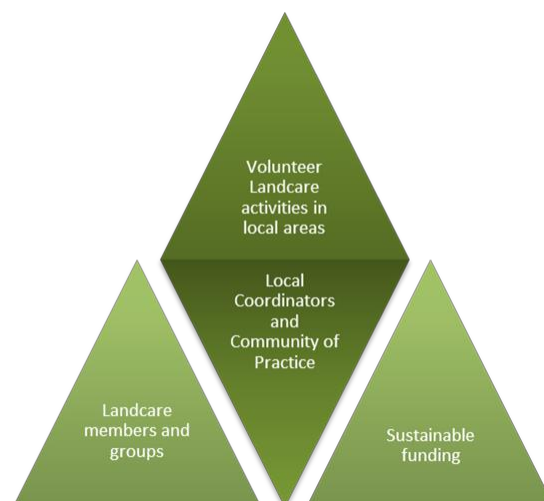 Volunteer
Landcare
activities in
local areas
Local
Coordinators
and
Community of
Practice
Landcare
members and
groups
Sustainable
funding